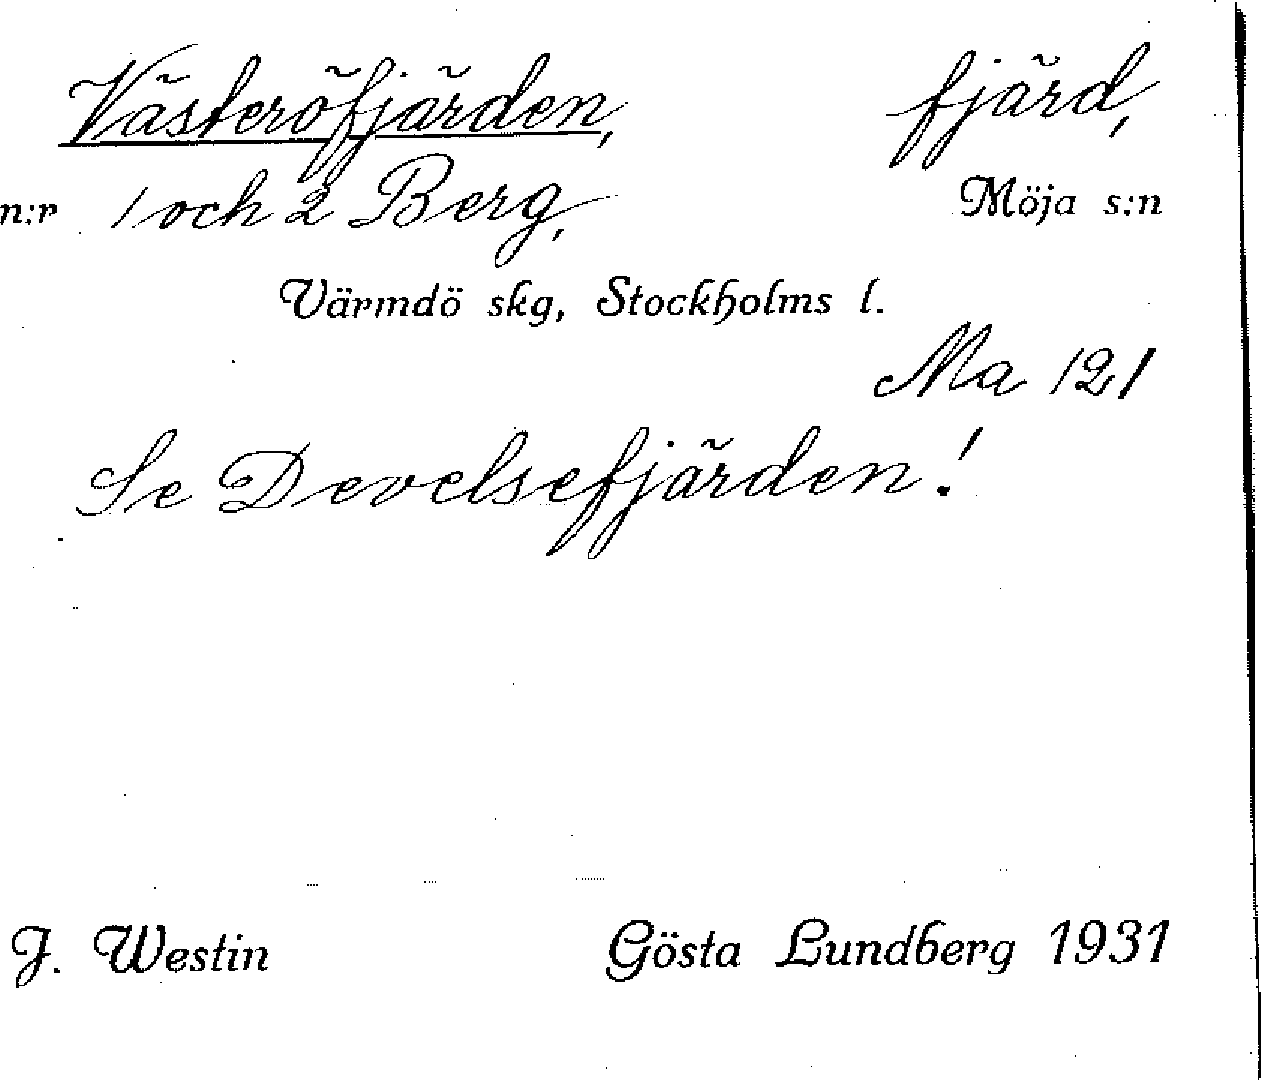 Västeröfjärden, fjärd,
n:r 1 och 2 Berg, Möja s:n
Värmdö skg, Stockholms l.
Ma 121
Se Develsefjärden!
J. Westin Gösta Lundberg 1931